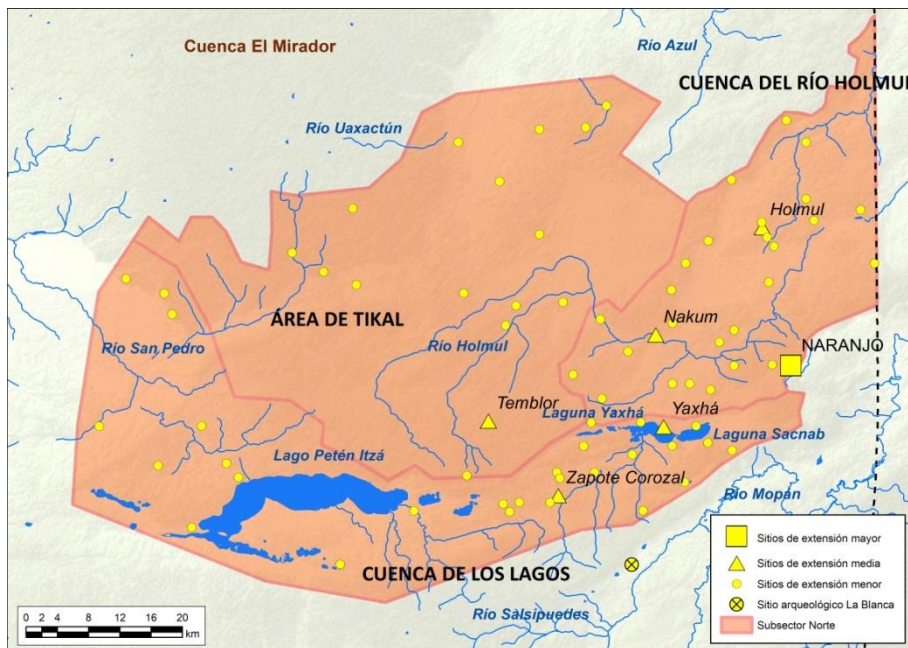 Cuenca El Mirador
Río Azul
CUENCA DEL RÍO HOLMUL
Río Uaxactún
Holmul
ÁREA DE TIKAL
Nakum
Río San Pedro
Río Holmul
NARANJO
Temblor
Laguna Yaxhá
Yaxhá
Laguna Sacnab
Lago Petén Itzá
Zapote Corozal
Río Mopán
CUENCA DE LOS LAGOS
Río Salsipuedes
Sitios de extensión mayor
Sitios de extensión media
Sitios de extensión menor
Sitio arqueológico La Blanca
Subsector Norte
0 2 4 8 12 16 20
km